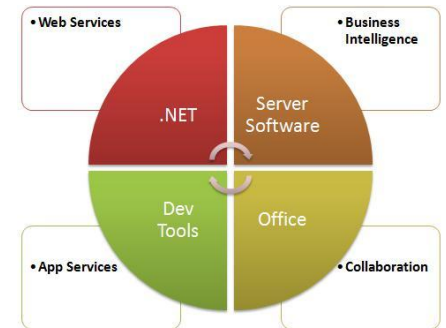 • Web Services
• Business
Intelligence
.NET
Server
Software
Dev
Tools
Office
• App Services
• Collaboration